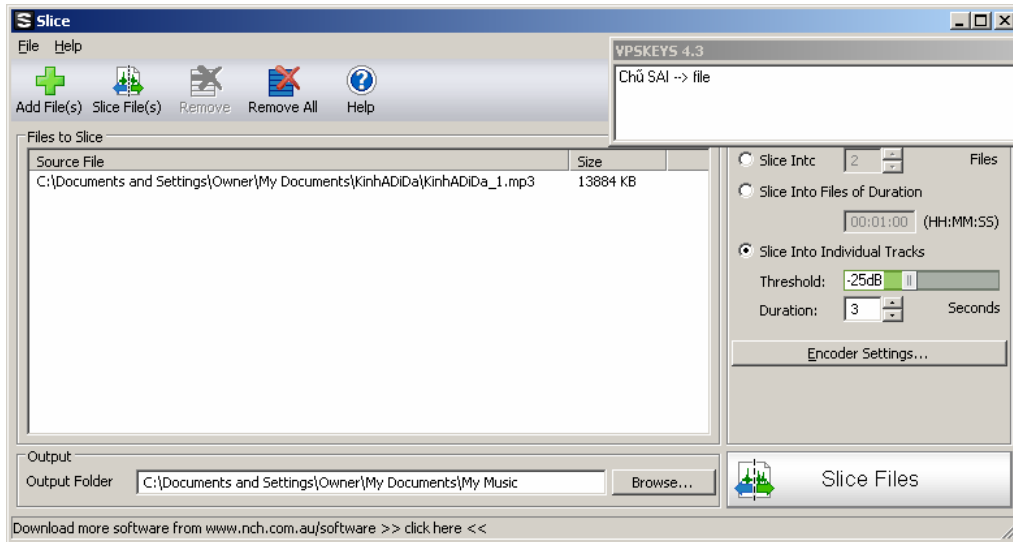 Slice
File Help
VPSKEYS 4.3
Chữ SAI --> file
Add File(s) Slice File(s) Remove Remove All Help
Files to Slice
Source File Size
C:\Documents and Settings\Owner\My Documents\KinhADiDa\KinhADiDa_1.mp3 13884 KB
Slice Intc 2 Files
Slice Into Files of Duration
00:01:00 (HH:MM:SS)
Slice Into Individual Tracks
Threshold: -25dB
Duration: 3 Seconds
Encoder Settings...
Output
Output Folder C:\Documents and Settings\Owner\My Documents\My Music Browse...
Slice Files
Download more software from www.nch.com.au/software >> click here <<